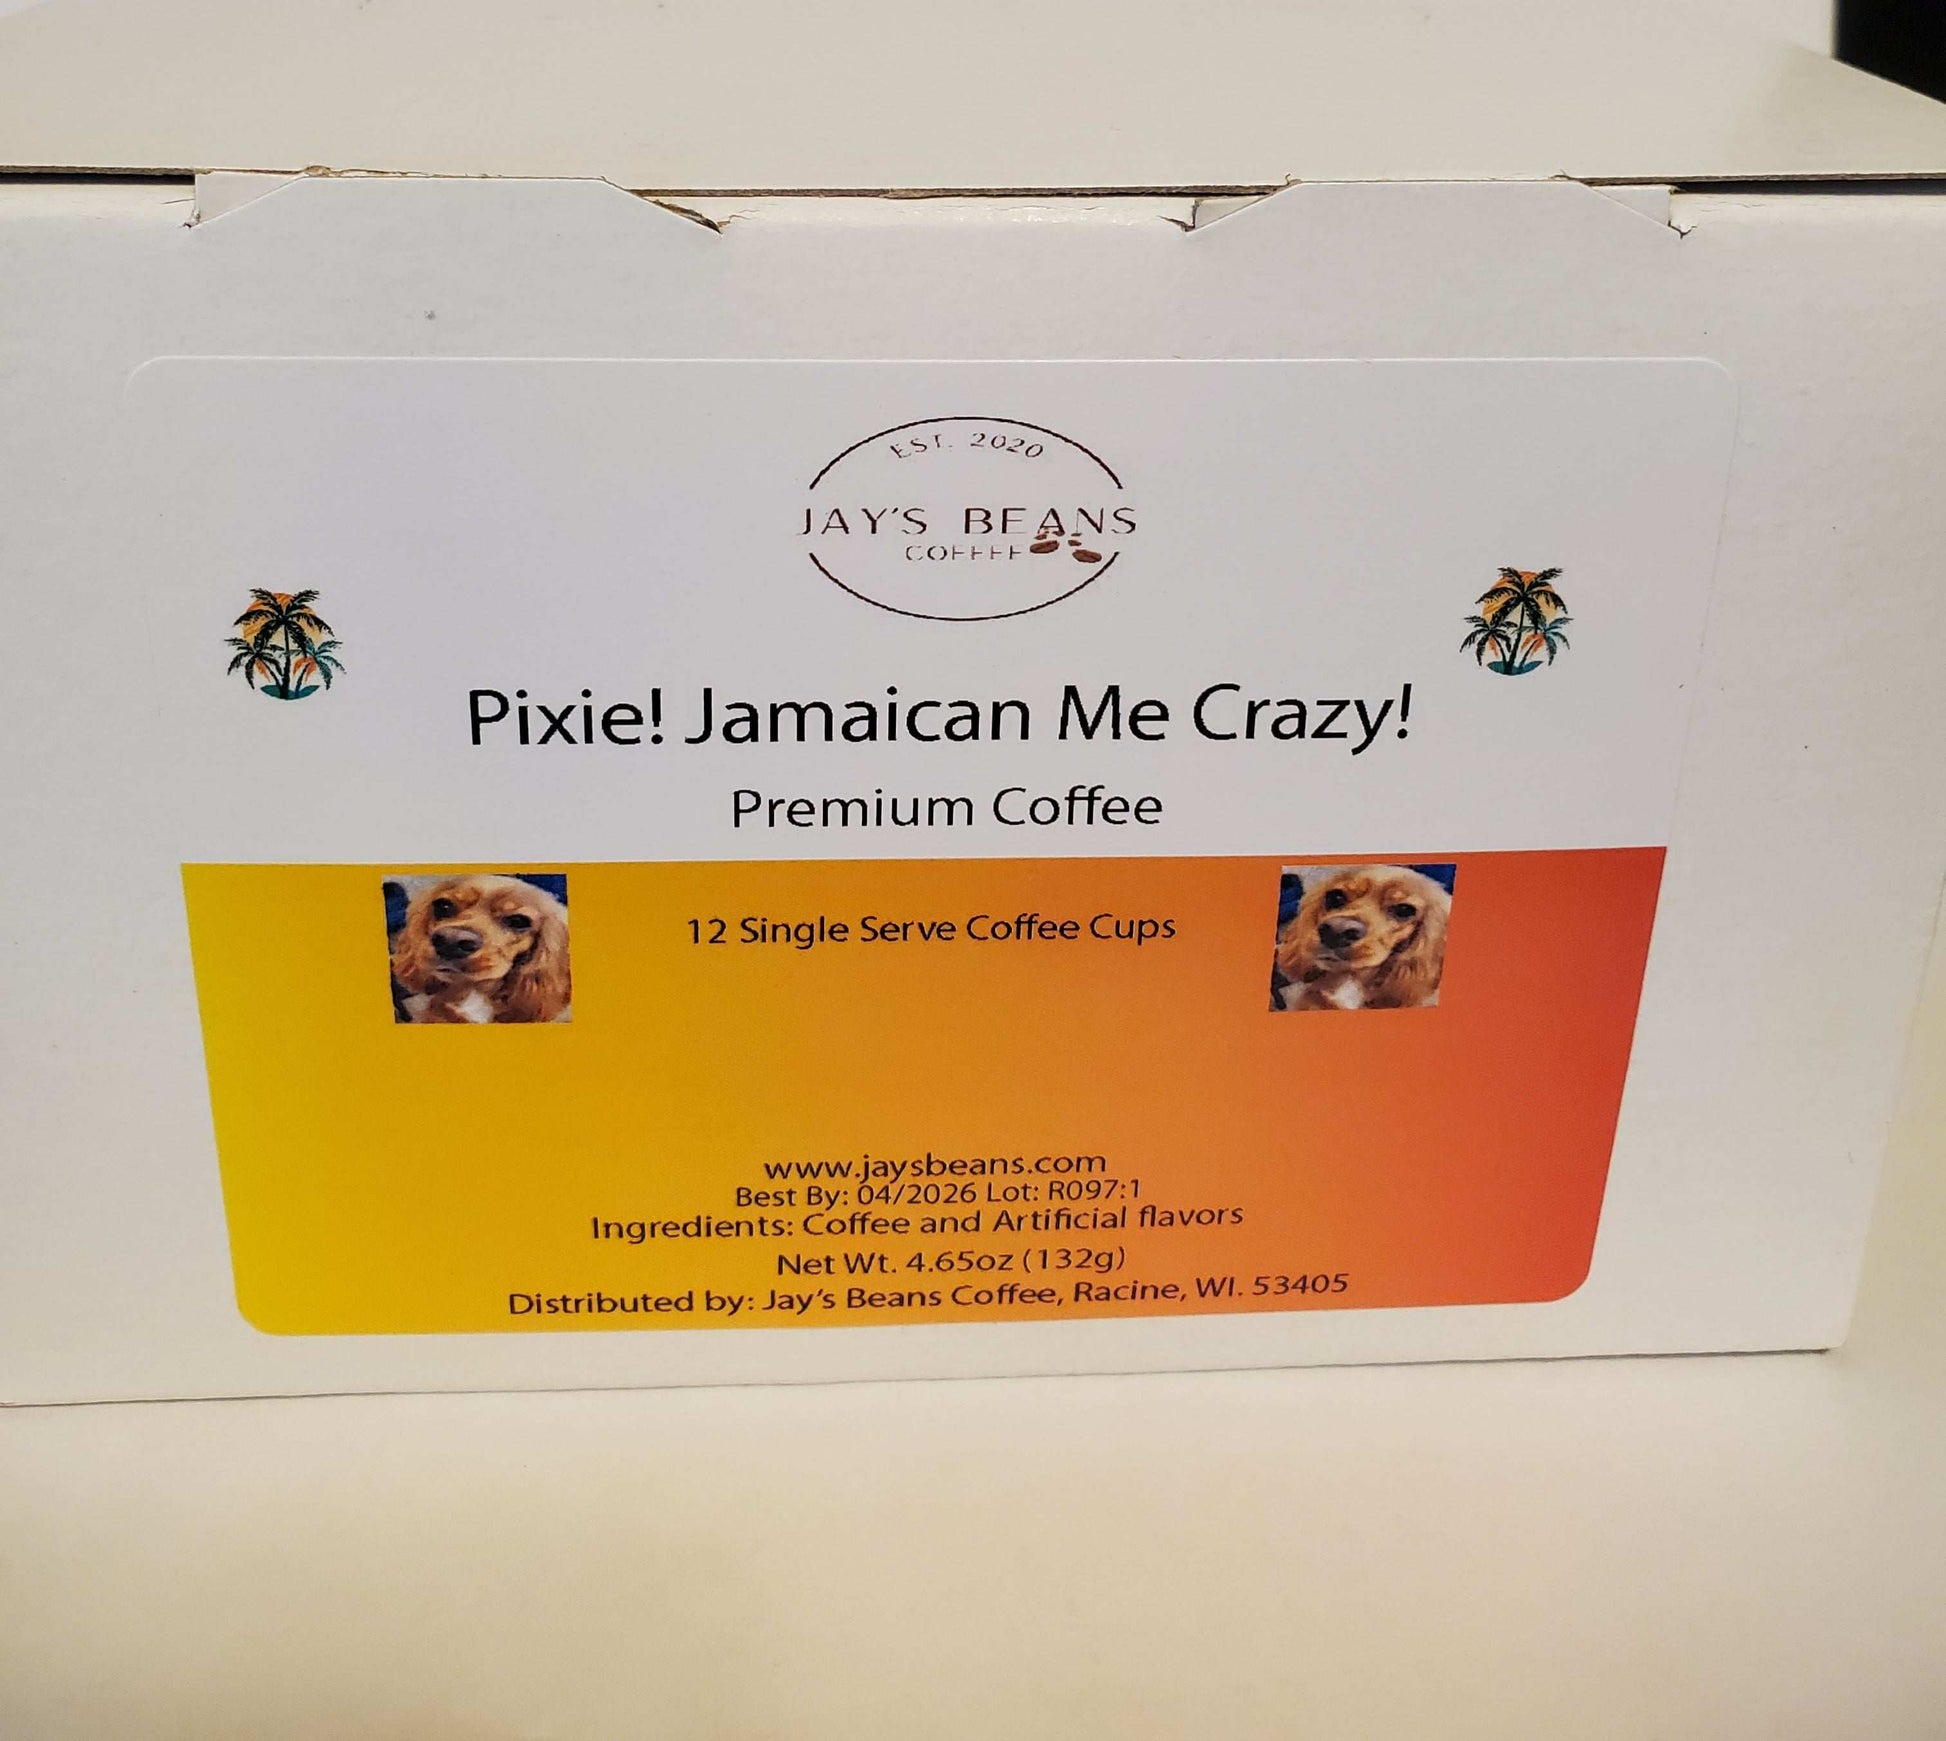 EST. 2020
JAY'S BEANS
COFFEE
Pixie! Jamaican Me Crazy!
Premium Coffee
12 Single Serve Coffee Cups
www.jaysbeans.com
Best By: 04/2026 Lot: R097:1
Ingredients: Coffee and Artificial flavors
Net Wt. 4.65oz (132g)
Distributed by: Jay's Beans Coffee, Racine, WI. 53405